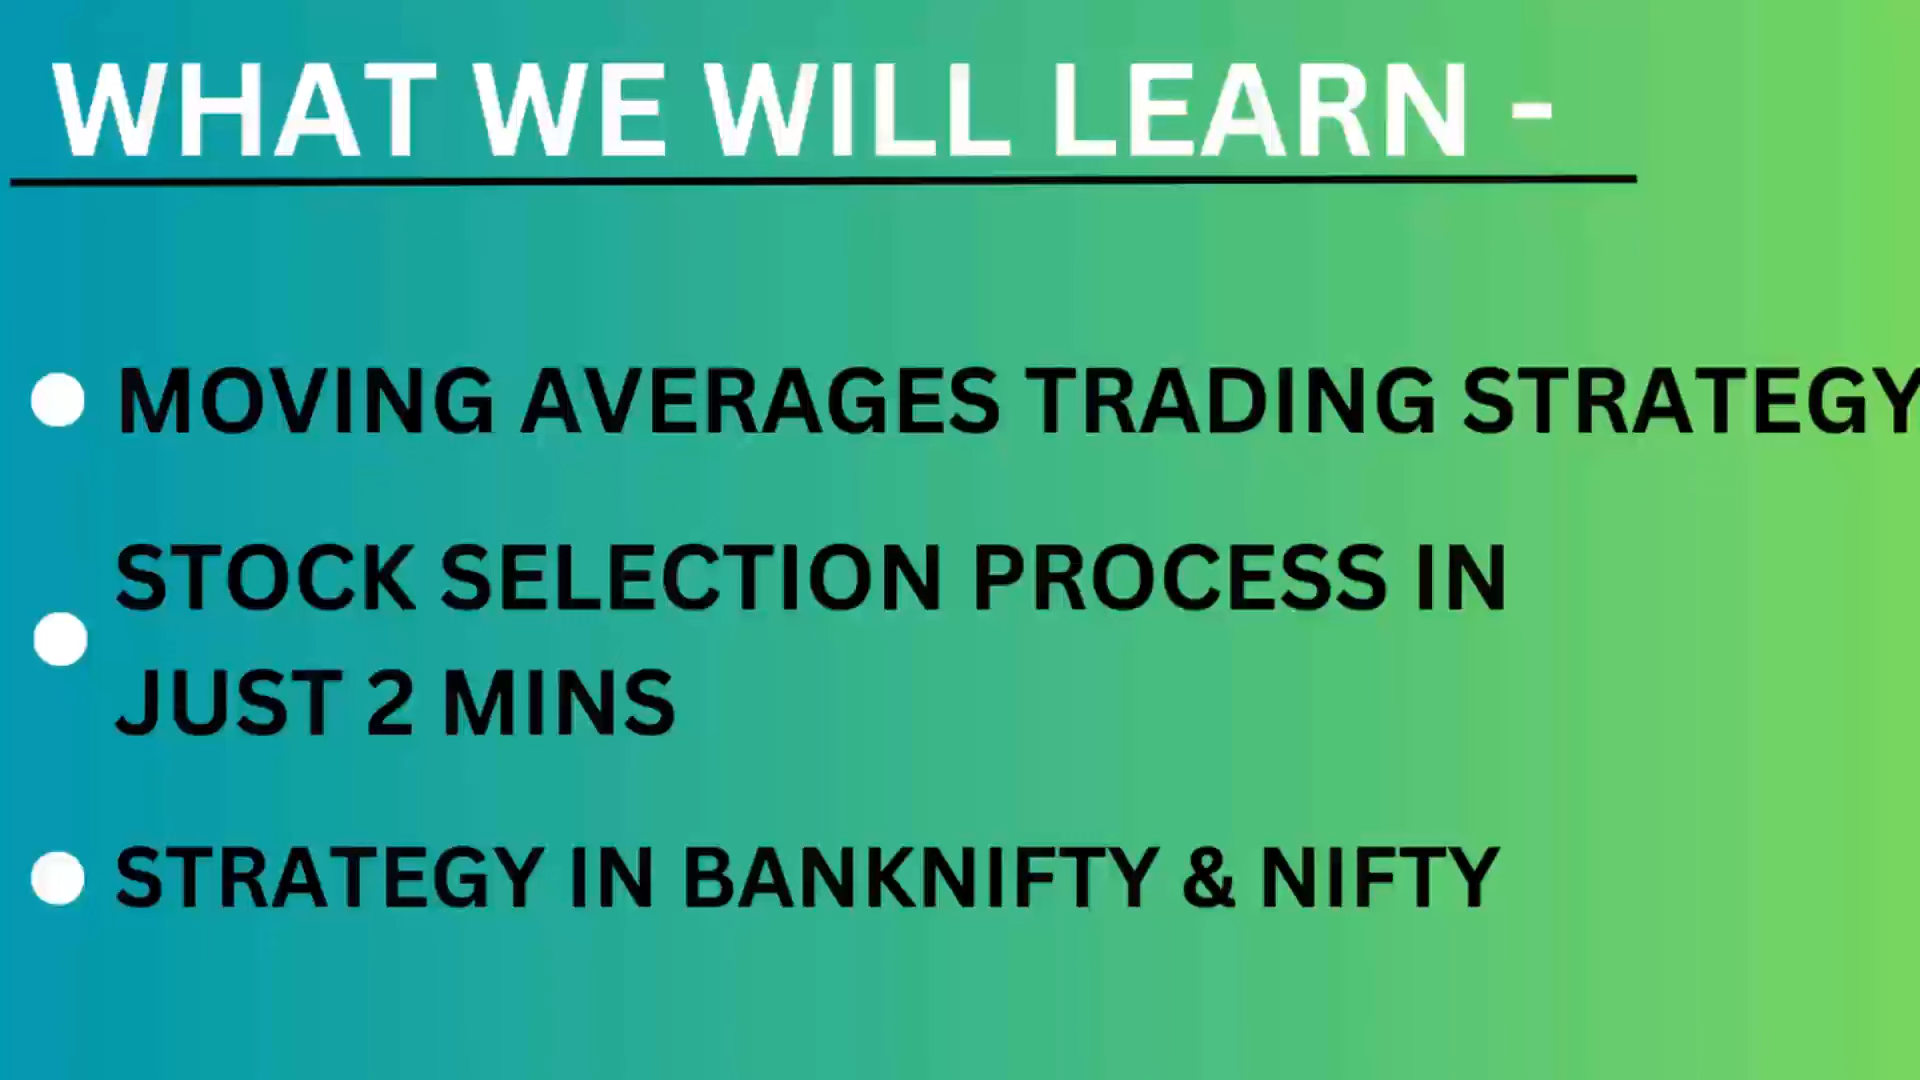 WHAT WE WILL LEARN -
MOVING AVERAGES TRADING STRATEGY
STOCK SELECTION PROCESS IN
JUST 2 MINS
STRATEGY IN BANKNIFTY & NIFTY